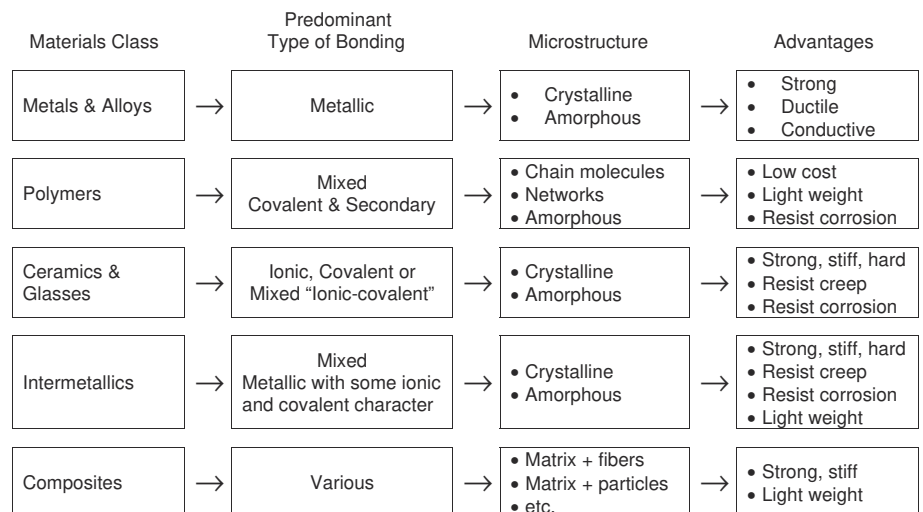 Materials Class
Predominant
Type of Bonding
Microstructure
Advantages
Metals & Alloys
→
Metallic
→
• Crystalline
• Amorphous
→
• Strong
• Ductile
• Conductive
Polymers
→
Mixed
Covalent & Secondary
→
• Chain molecules
• Networks
• Amorphous
→
• Low cost
• Light weight
• Resist corrosion
Ceramics &
Glasses
→
Ionic, Covalent or
Mixed “Ionic-covalent”
→
• Crystalline
• Amorphous
→
• Strong, stiff, hard
• Resist creep
• Resist corrosion
Intermetallics
→
Mixed
Metallic with some ionic
and covalent character
→
• Crystalline
• Amorphous
→
• Strong, stiff, hard
• Resist creep
• Resist corrosion
• Light weight
Composites
→
Various
→
• Matrix + fibers
• Matrix + particles
• etc.
→
• Strong, stiff
• Light weight